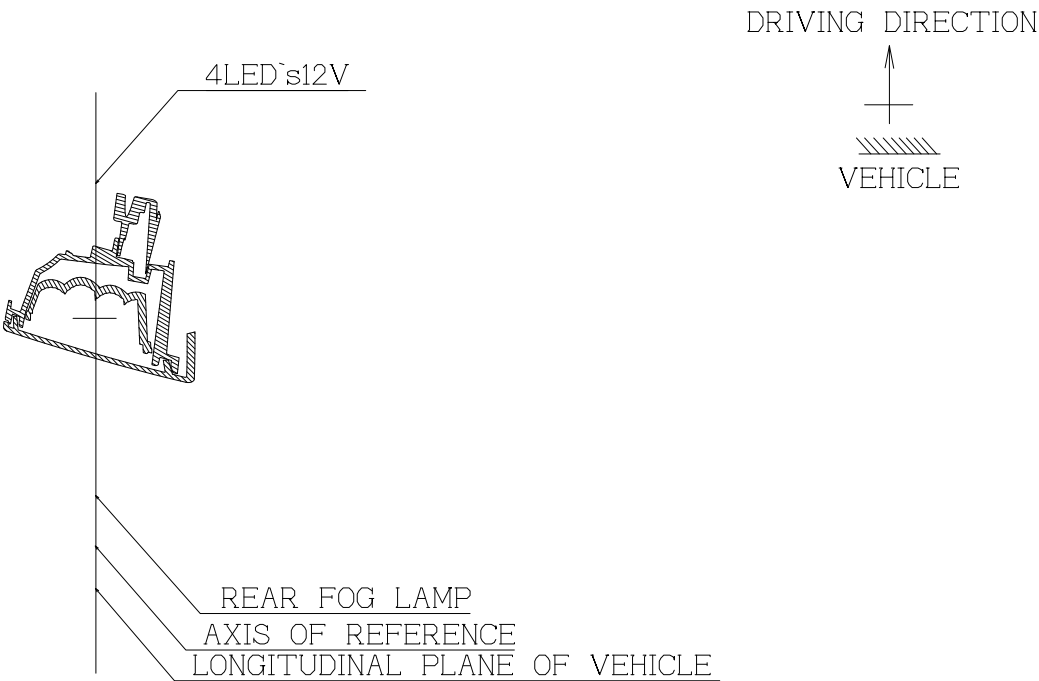 DRIVING DIRECTION
4LED`s12V
VEHICLE
REAR FOG LAMP
AXIS OF REFERENCE
LONGITUDINAL PLANE OF VEHICLE